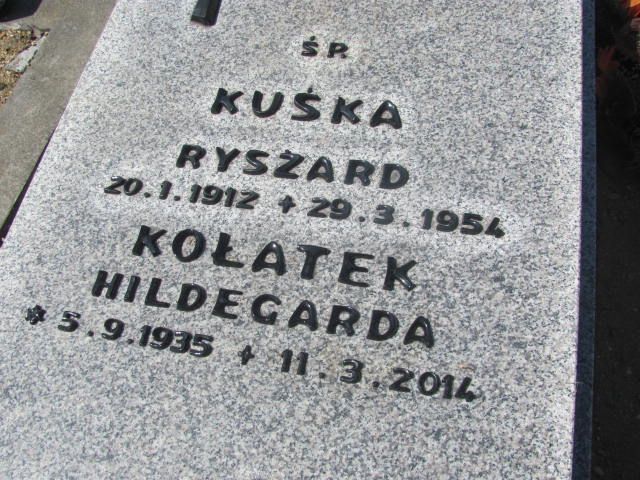 Ś P.
KUŚKA
RYSZARD
20.1.1912 + 29.3.1954
KOŁATEK
HILDEGARDA
* 5.9.1935 + 11.3.2014